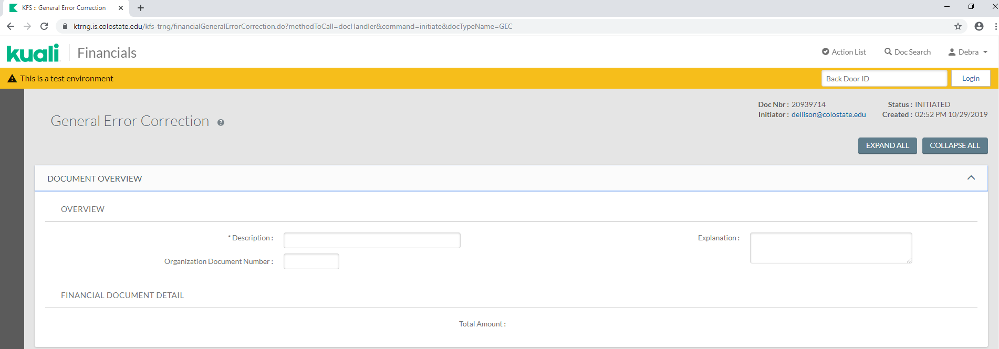 KFS :: General Error Correction
ktrng.is.colostate.edu/kfs-trng/financialGeneralErrorCorrection.do?methodToCall=docHandler&command=initiate&docTypeName=GEC
kuali Financials
Action List Doc Search Debra
This is a test environment
Back Door ID Login
Doc Nbr : 20939714 Status : INITIATED
Initiator : dellison@colostate.edu Created : 02:52 PM 10/29/2019
General Error Correction
EXPAND ALL COLLAPSE ALL
DOCUMENT OVERVIEW
OVERVIEW
* Description : Explanation :
Organization Document Number :
FINANCIAL DOCUMENT DETAIL
Total Amount :